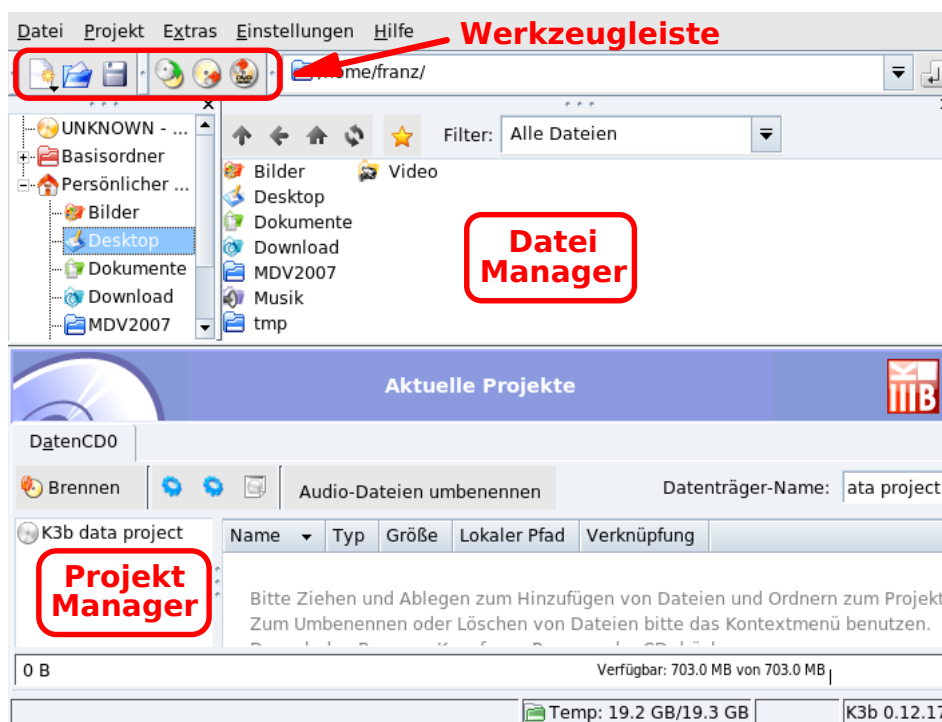 Datei Projekt Extras Einstellungen Hilfe
Werkzeugleiste
/home/franz/
UNKNOWN - ...
Basisordner
Persönlicher ...
Bilder
Desktop
Dokumente
Download
MDV2007
Filter: Alle Dateien
Bilder Video
Desktop
Dokumente
Download
MDV2007
Musik
tmp
Datei
Manager
Aktuelle Projekte
K
B
DatenCD0
Brennen Audio-Dateien umbenennen Datenträger-Name: ata project
K3b data project
Projekt
Manager
Name Typ Größe Lokaler Pfad Verknüpfung
Bitte Ziehen und Ablegen zum Hinzufügen von Dateien und Ordnern zum Projekt
Zum Umbenennen oder Löschen von Dateien bitte das Kontextmenü benutzen.
0 B Verfügbar: 703.0 MB von 703.0 MB
Temp: 19.2 GB/19.3 GB K3b 0.12.17